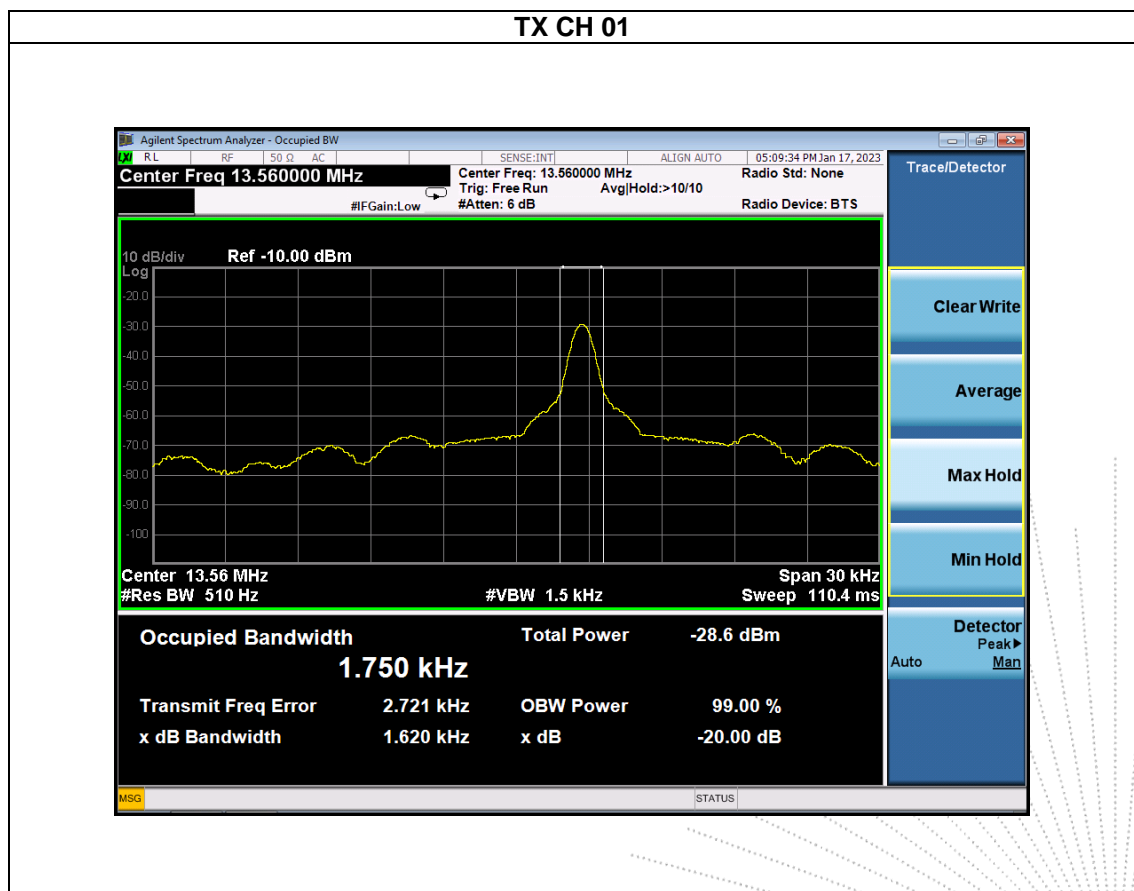 TX CH 01
Agilent Spectrum Analyzer - Occupied BW
LXI RL RF 50 Ω AC SENSE:INT ALIGN AUTO 05:09:34 PM Jan 17, 2023
Center Freq 13.560000 MHz
Center Freq: 13.560000 MHz
Radio Std: None
Trig: Free Run Avg|Hold:>10/10
#IFGain:Low
#Atten: 6 dB
Radio Device: BTS
Trace/Detector
10 dB/div Ref -10.00 dBm
Log
-20.0
-30.0
-40.0
-50.0
-60.0
-70.0
-80.0
-90.0
-100
Center 13.56 MHz Span 30 kHz
#Res BW 510 Hz #VBW 1.5 kHz Sweep 110.4 ms
Clear Write
Average
Max Hold
Min Hold
Detector
Peak▶
Auto Man
Occupied Bandwidth Total Power -28.6 dBm
1.750 kHz
Transmit Freq Error 2.721 kHz OBW Power 99.00 %
x dB Bandwidth 1.620 kHz x dB -20.00 dB
MSG STATUS